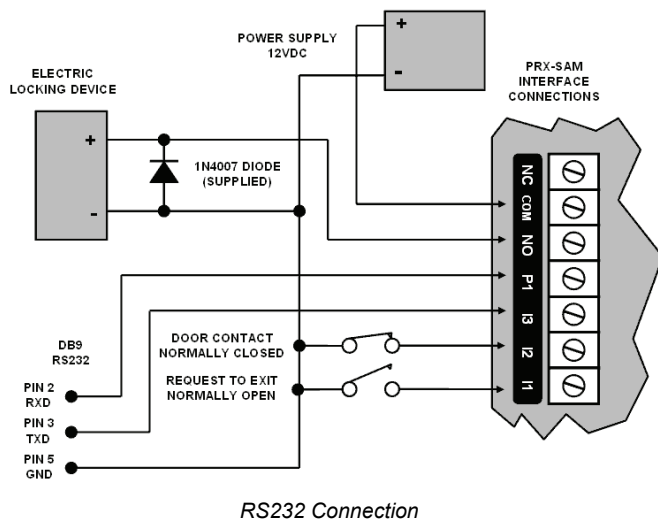 POWER SUPPLY
12VDC
+
-
ELECTRIC
LOCKING DEVICE
+
-
1N4007 DIODE
(SUPPLIED)
PRX-SAM
INTERFACE
CONNECTIONS
NC
COM
NO
P1
I3
I2
I1
DOOR CONTACT
NORMALLY CLOSED
REQUEST TO EXIT
NORMALLY OPEN
DB9
RS232
PIN 2
RXD
PIN 3
TXD
PIN 5
GND
RS232 Connection